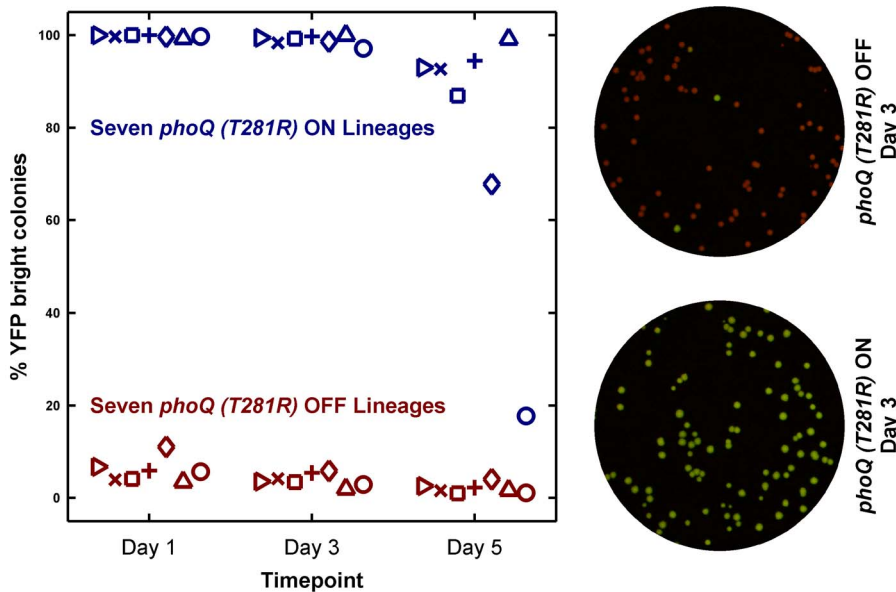 % YFP bright colonies
100
80
60
40
20
0
Seven phoQ (T281R) ON Lineages
Seven phoQ (T281R) OFF Lineages
Day 1
Day 3
Day 5
Timepoint
phoQ (T281R) OFF
Day 3
phoQ (T281R) ON
Day 3